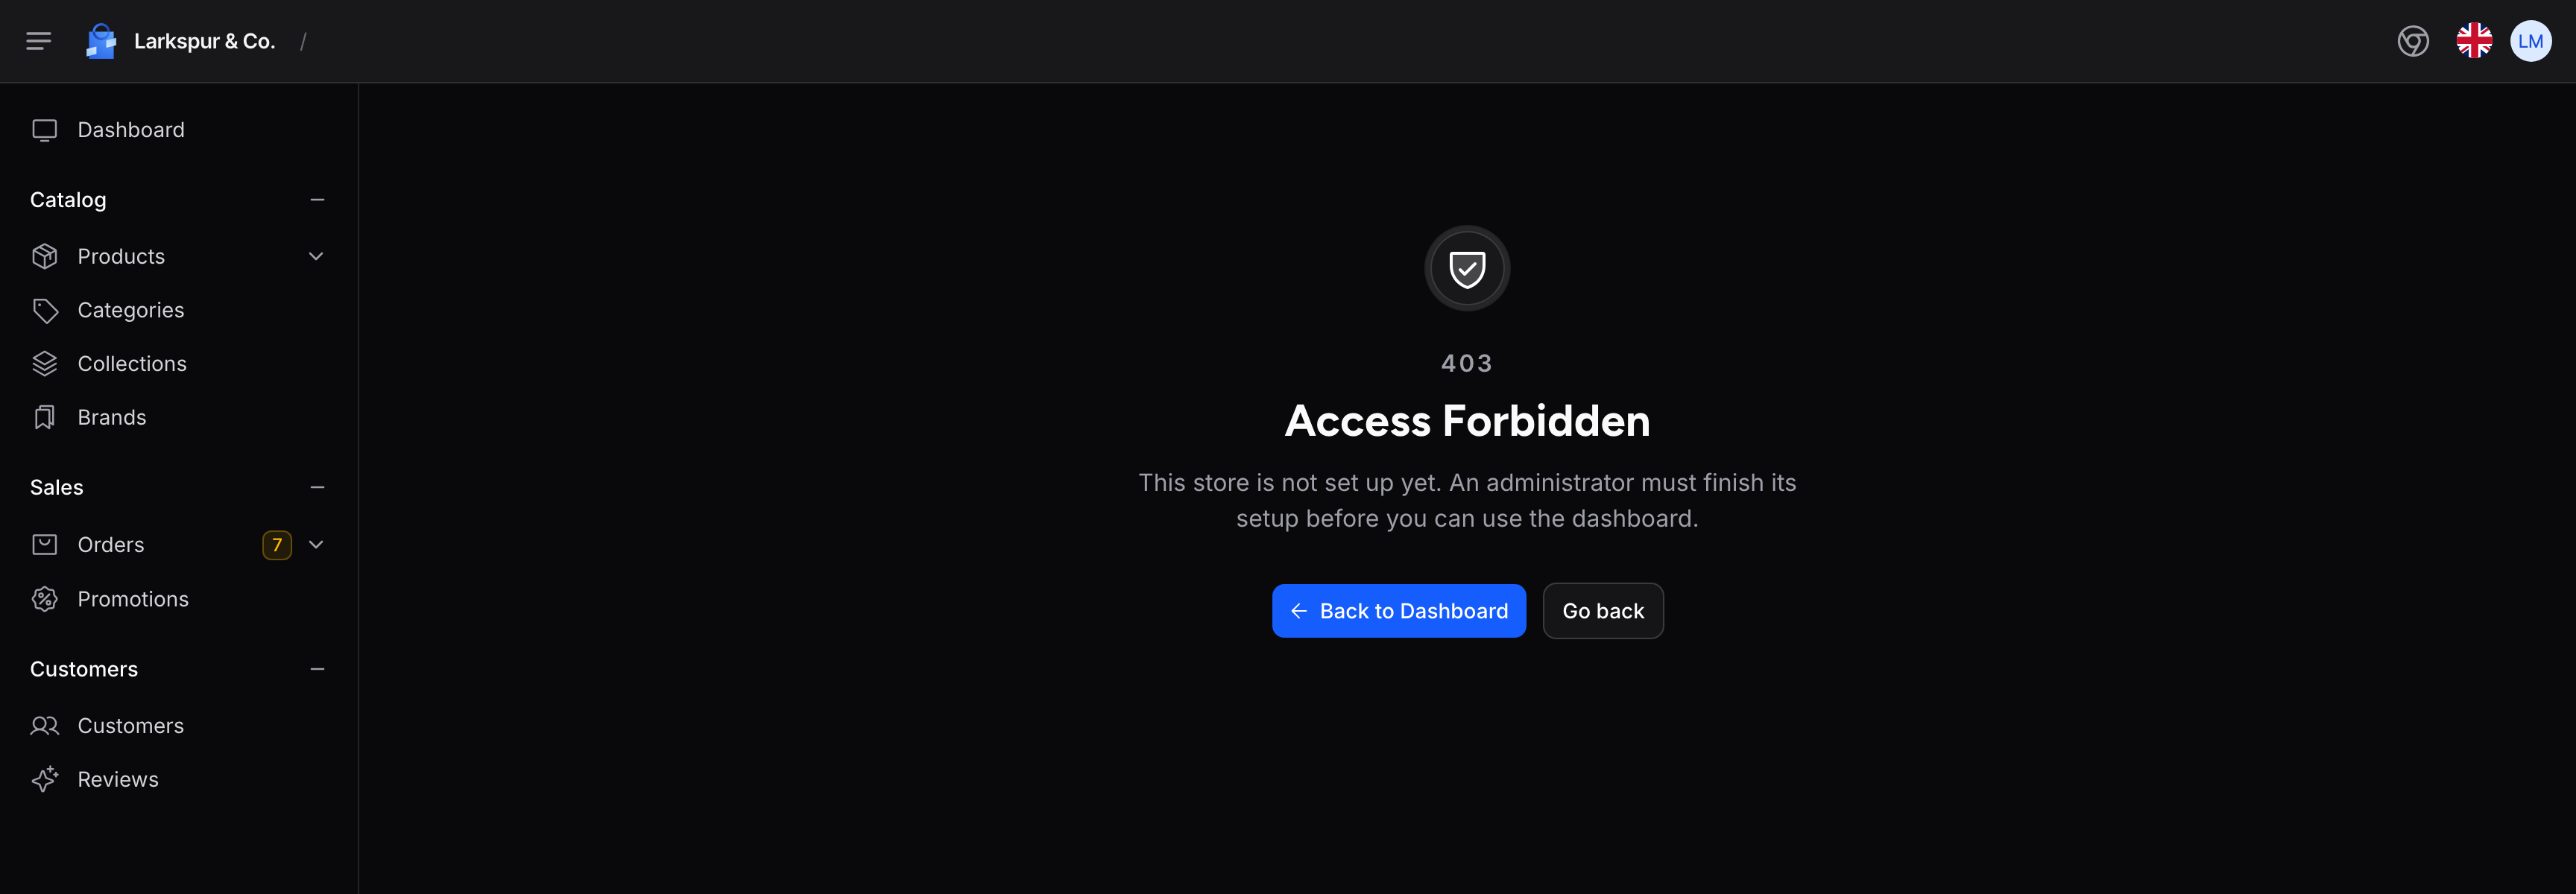 Larkspur & Co. /
LM
Dashboard
Catalog
Products
Categories
Collections
Brands
Sales
Orders 7
Promotions
Customers
Customers
Reviews
403
Access Forbidden
This store is not set up yet. An administrator must finish its
setup before you can use the dashboard.
Back to Dashboard
Go back